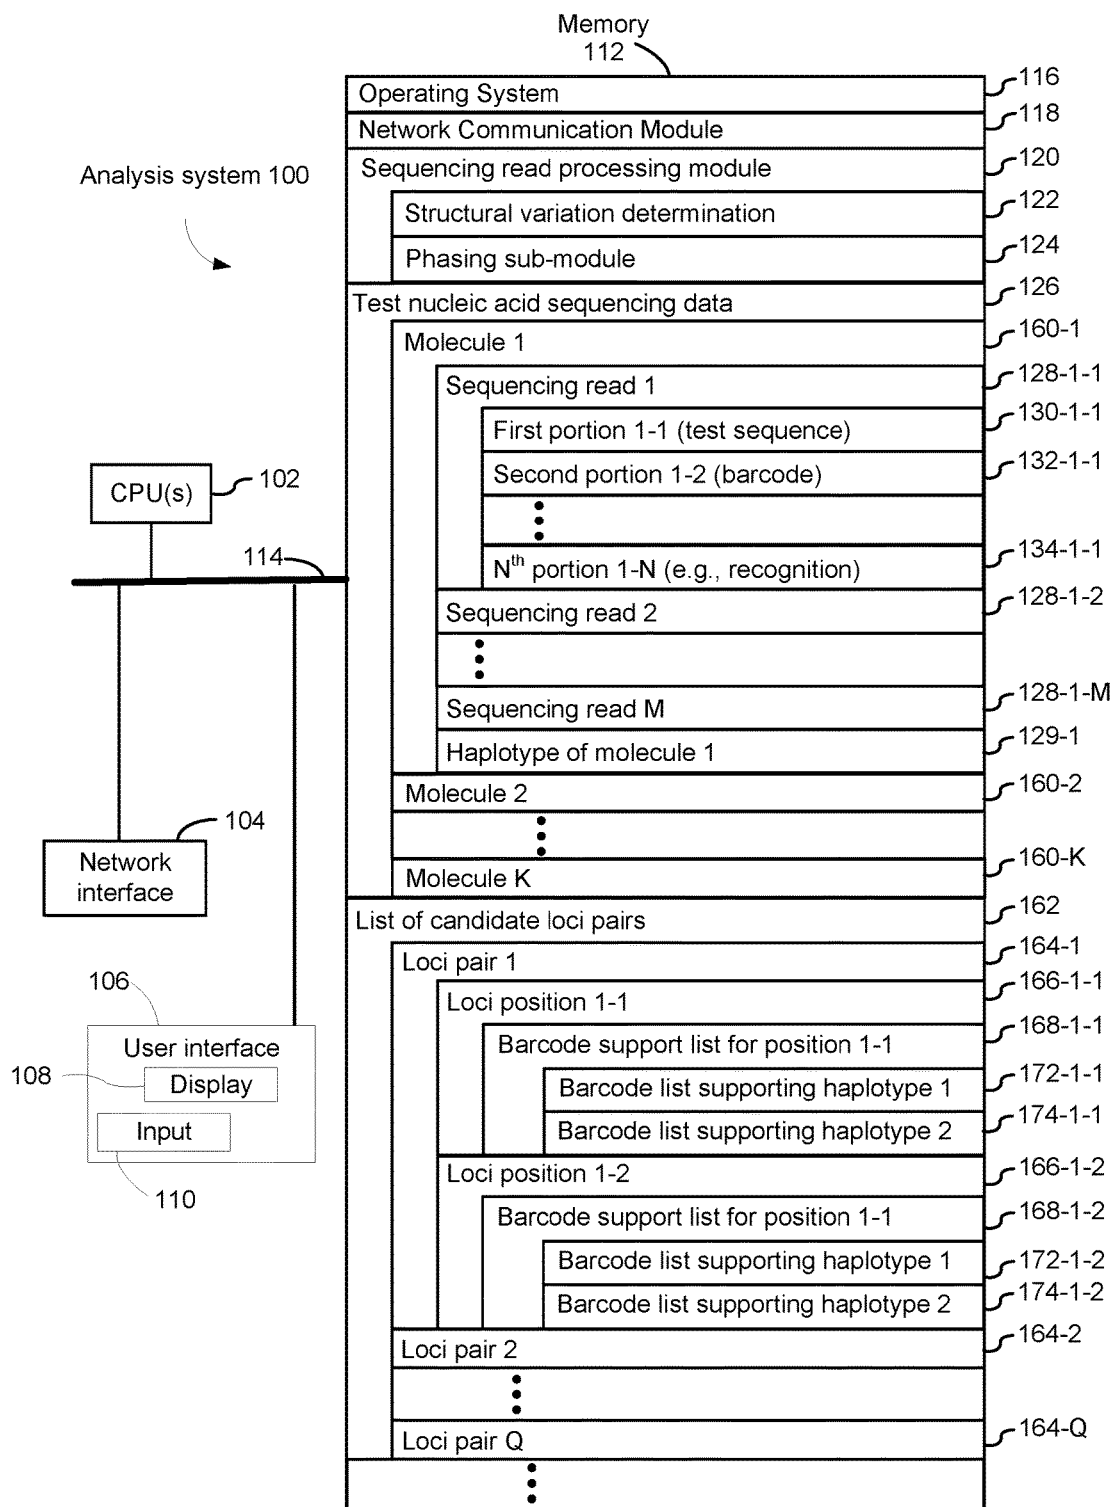 Memory
112
Operating System 116
Network Communication Module 118
Sequencing read processing module 120
Analysis system 100
Structural variation determination 122
Phasing sub-module 124
Test nucleic acid sequencing data 126
Molecule 1 160-1
Sequencing read 1 128-1-1
First portion 1-1 (test sequence) 130-1-1
Second portion 1-2 (barcode) 132-1-1
CPU(s) 102
114
Nth portion 1-N (e.g., recognition) 134-1-1
Sequencing read 2 128-1-2
Sequencing read M 128-1-M
Haplotype of molecule 1 129-1
Molecule 2 160-2
104
Network
interface
Molecule K 160-K
List of candidate loci pairs 162
Loci pair 1 164-1
106
Loci position 1-1 166-1-1
User interface
Barcode support list for position 1-1 168-1-1
108 Display
Barcode list supporting haplotype 1 172-1-1
Input
Barcode list supporting haplotype 2 174-1-1
110
Loci position 1-2 166-1-2
Barcode support list for position 1-1 168-1-2
Barcode list supporting haplotype 1 172-1-2
Barcode list supporting haplotype 2 174-1-2
Loci pair 2 164-2
Loci pair Q 164-Q